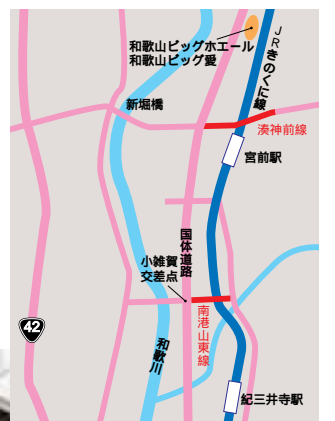 和歌山ビッグホエール
和歌山ビッグ愛
JRきのくに線
新堀橋
湊神前線
宮前駅
国体道路
小雑賀
交差点
南港山東線
42
和歌川
紀三井寺駅